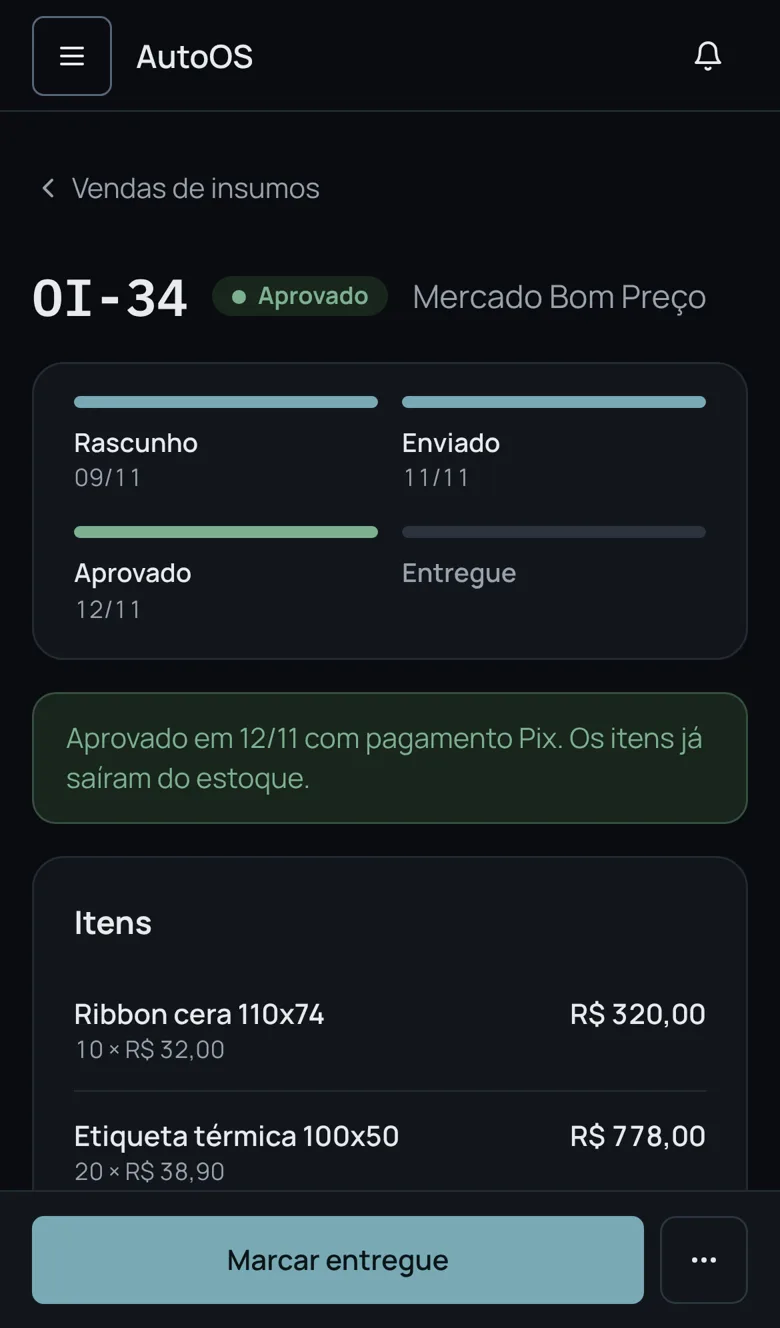 AutoOS
Vendas de insumos
OI-34
Aprovado
Mercado Bom Preço
Rascunho
09/11
Enviado
11/11
Aprovado
12/11
Entregue
Aprovado em 12/11 com pagamento Pix. Os itens já
saíram do estoque.
Itens
Ribbon cera 110x74
R$ 320,00
10 × R$ 32,00
Etiqueta térmica 100x50
R$ 778,00
20 × R$ 38,90
Marcar entregue